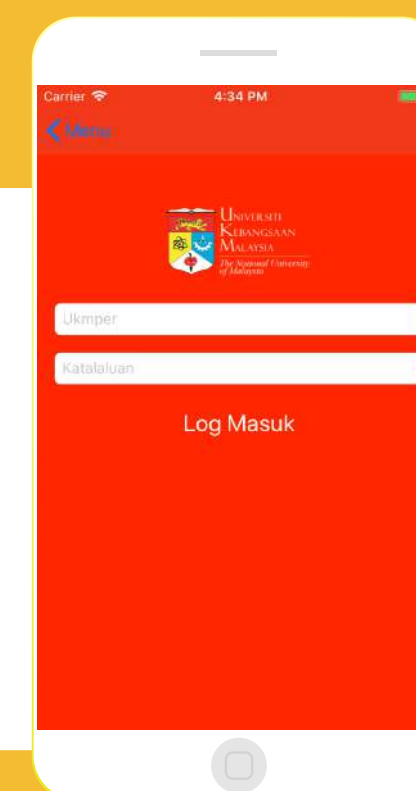 Carrier
4:34 PM
Menu
UNIVERSITI
KEBANGSAAN
MALAYSIA
The National University
of Malaysia
Ukmper
Katalaluan
Log Masuk